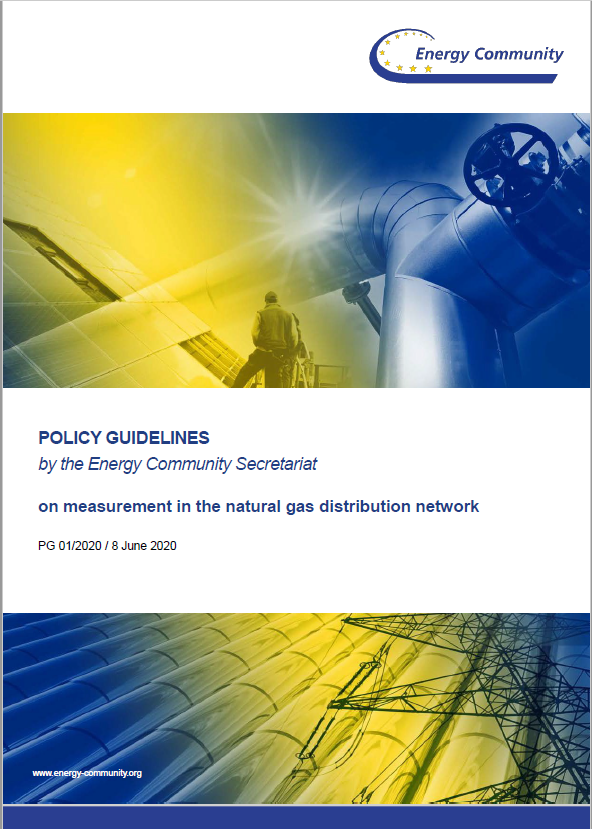 Energy Community
POLICY GUIDELINES
by the Energy Community Secretariat
on measurement in the natural gas distribution network
PG 01/2020 / 8 June 2020
www.energy-community.org